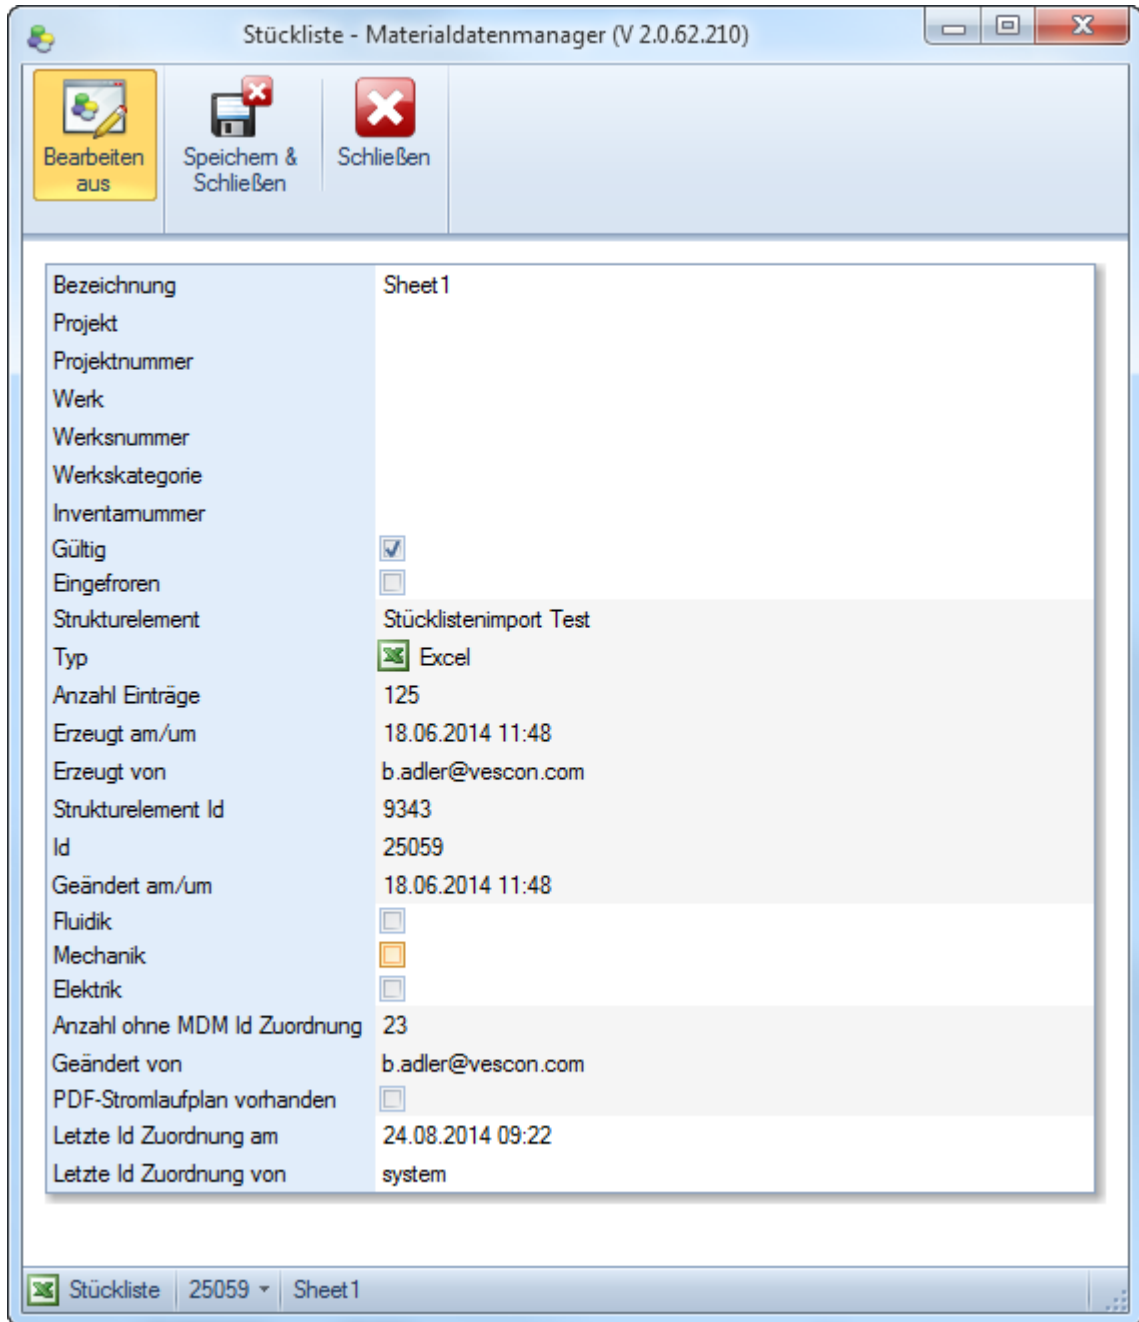 Stückliste - Materialdatenmanager (V 2.0.62.210)
Bearbeiten aus
Speichern & Schließen
Schließen
Bezeichnung Sheet1
Projekt
Projektnummer
Werk
Werksnummer
Werkskategorie
Inventarnummer
Gültig
Eingefroren
Strukturelement Stücklistenimport Test
Typ Excel
Anzahl Einträge 125
Erzeugt am/um 18.06.2014 11:48
Erzeugt von b.adler@vescon.com
Strukturelement Id 9343
Id 25059
Geändert am/um 18.06.2014 11:48
Fluidik
Mechanik
Elektrik
Anzahl ohne MDM Id Zuordnung 23
Geändert von b.adler@vescon.com
PDF-Stromlaufplan vorhanden
Letzte Id Zuordnung am 24.08.2014 09:22
Letzte Id Zuordnung von system
Stückliste 25059 Sheet1